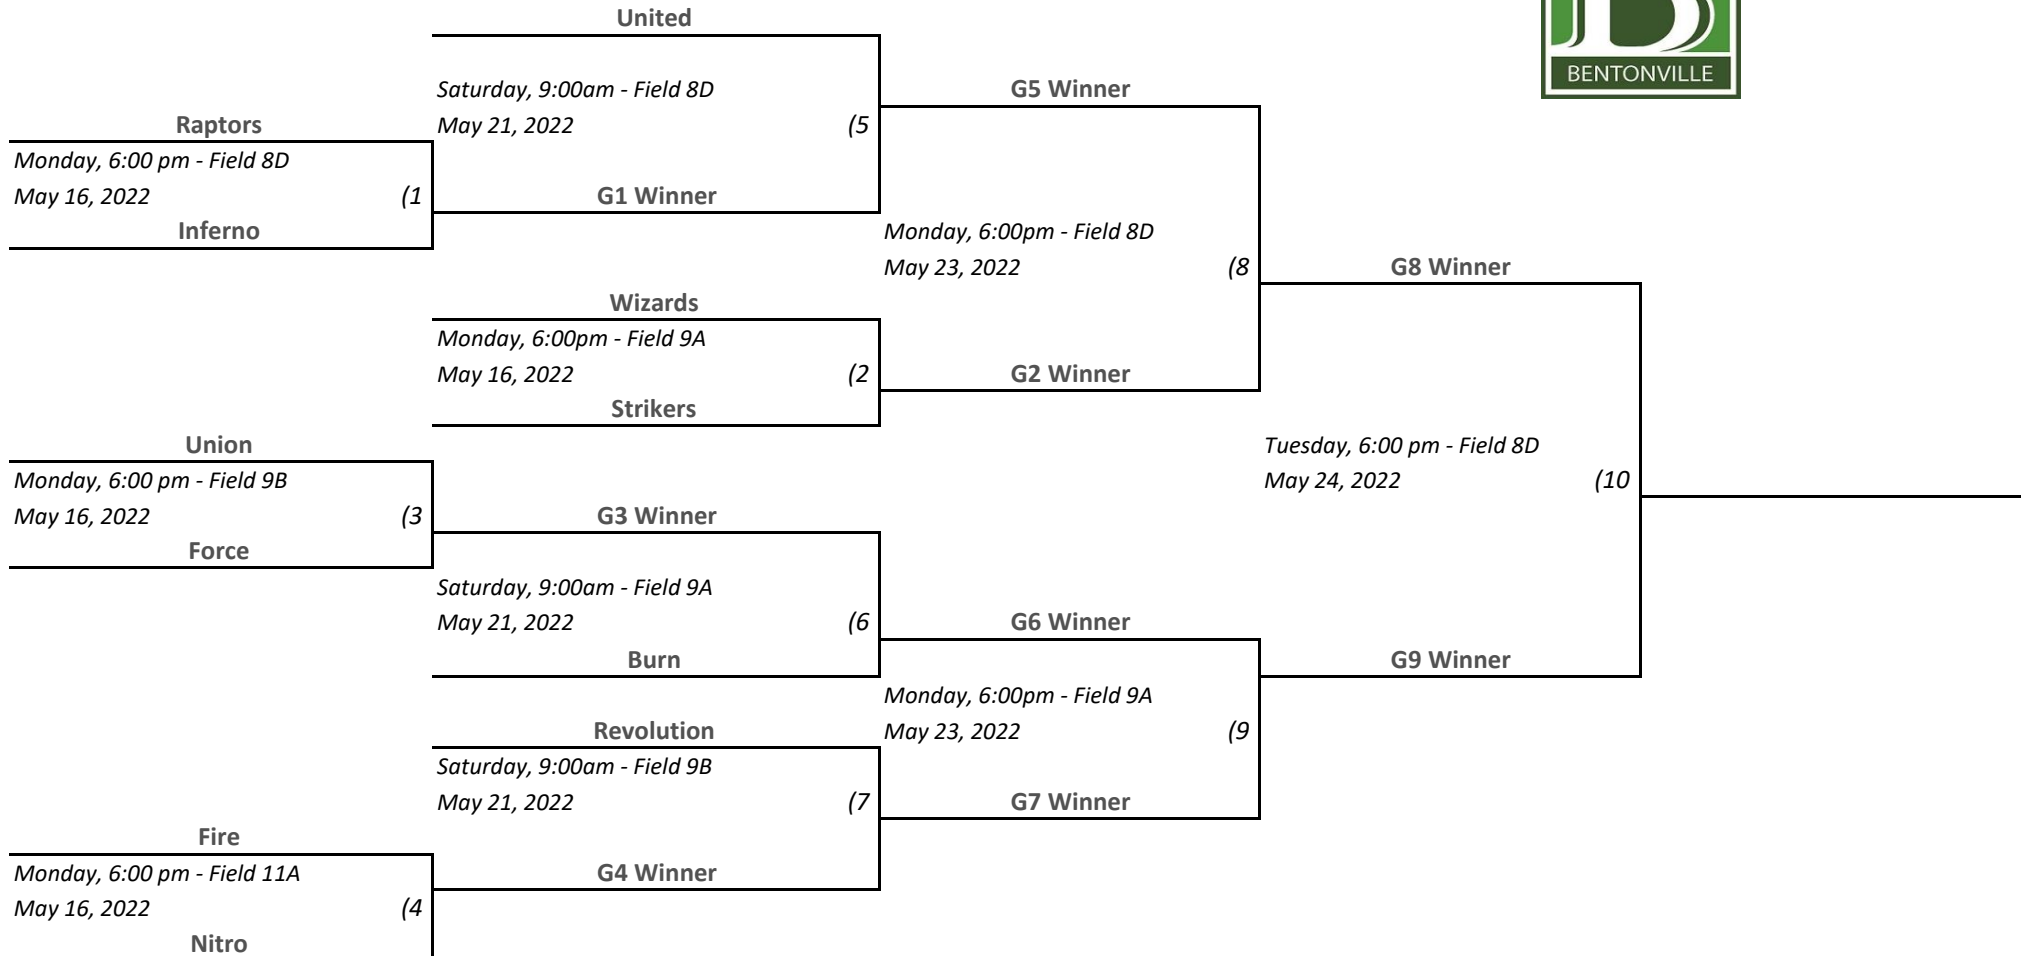 United
BENTONVILLE
Saturday, 9:00am - Field 8D
G5 Winner
Raptors
May 21, 2022 (5
Monday, 6:00 pm - Field 8D
May 16, 2022 (1
G1 Winner
Inferno
Monday, 6:00pm - Field 8D
May 23, 2022 (8
G8 Winner
Wizards
Monday, 6:00pm - Field 9A
May 16, 2022 (2
G2 Winner
Strikers
Union
Tuesday, 6:00 pm - Field 8D
Monday, 6:00 pm - Field 9B
May 24, 2022 (10
May 16, 2022 (3
G3 Winner
Force
Saturday, 9:00am - Field 9A
May 21, 2022 (6
G6 Winner
Burn
G9 Winner
Monday, 6:00pm - Field 9A
Revolution
May 23, 2022 (9
Saturday, 9:00am - Field 9B
May 21, 2022 (7
G7 Winner
Fire
Monday, 6:00 pm - Field 11A
G4 Winner
May 16, 2022 (4
Nitro